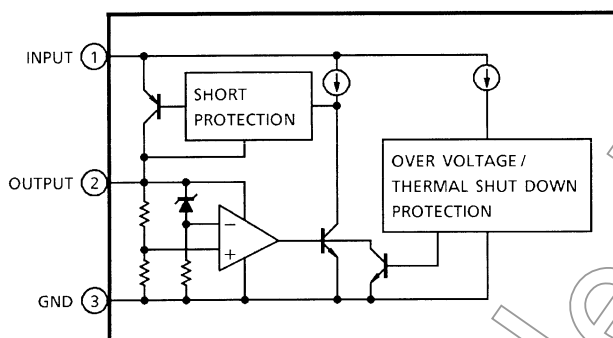 INPUT 1
SHORT
PROTECTION
OVER VOLTAGE /
THERMAL SHUT DOWN
PROTECTION
OUTPUT 2
−
+
GND 3